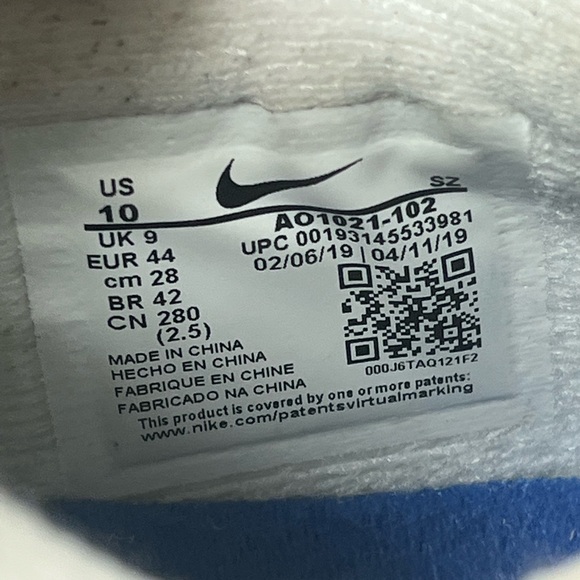 US
10
UK 9
EUR 44
cm 28
BR 42
CN 280
(2.5)
SZ
AO1021-102
UPC 00193145533981
02/06/19 | 04/11/19
000J6TAQ121F2
MADE IN CHINA
HECHO EN CHINA
FABRIQUE EN CHINE
FABRICADO NA CHINA
This product is covered by one or more patents:
www.nike.com/patentsvirtualmarking